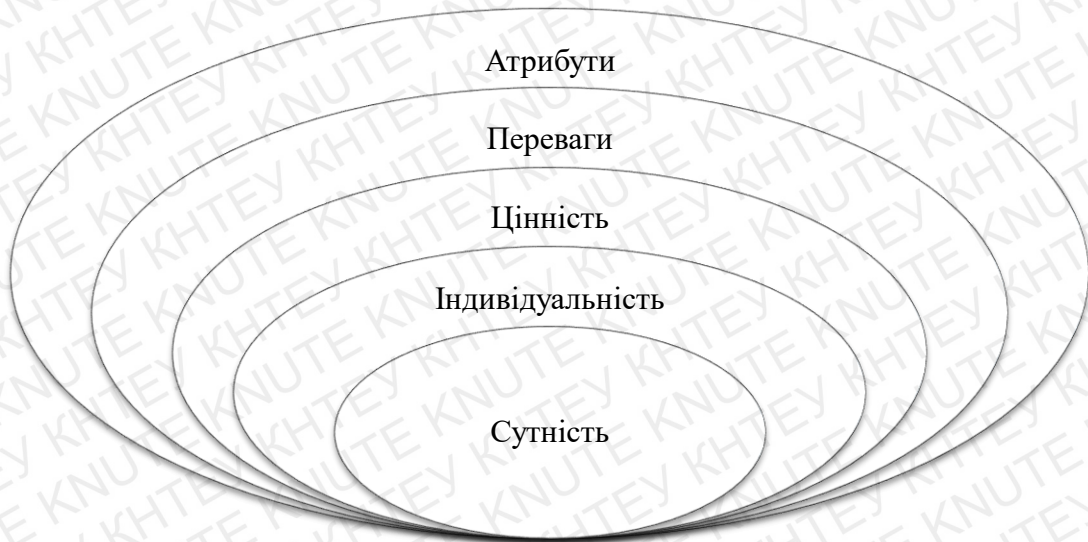 Атрибути
Переваги
Цінність
Індивідуальність
Сутність